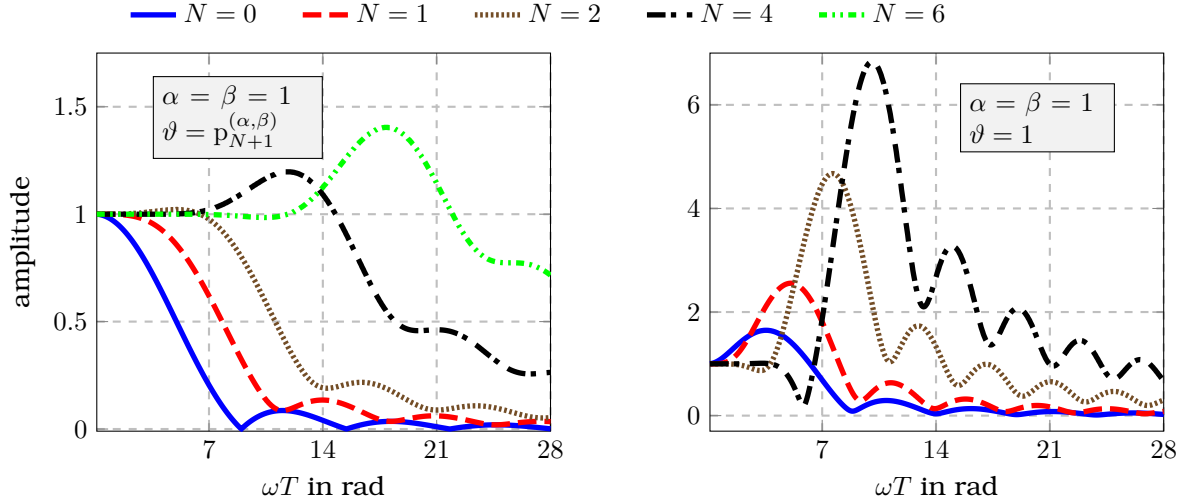 N = 0 N = 1 N = 2 N = 4 N = 6
amplitude
1.5
1
0.5
0
7 14 21 28
ωT in rad
α = β = 1
ϑ = p_{N+1}^{(α,β)}
6
4
2
0
7 14 21 28
ωT in rad
α = β = 1
ϑ = 1